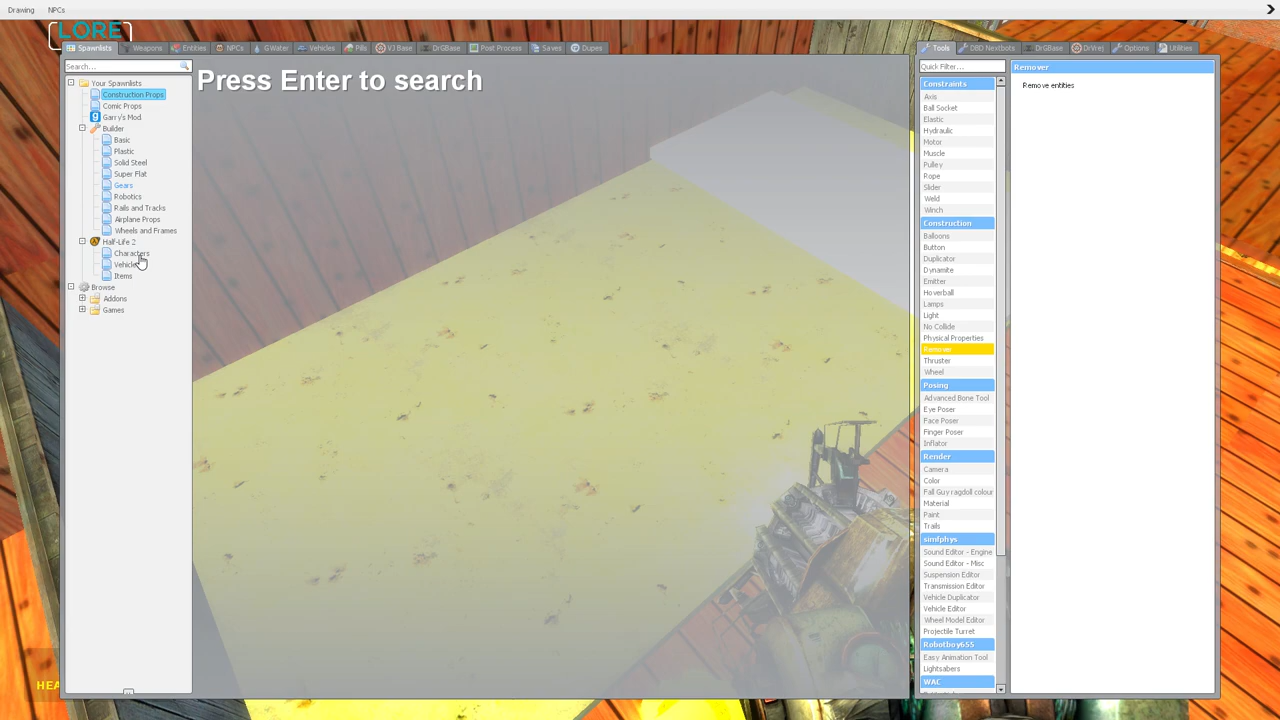 Drawing NPCs
LORE
Spawnlists Weapons Entities NPCs GWater Vehicles Pills VJ Base DrGBase Post Process Saves Dupes
Search...
Press Enter to search
Your Spawnlists
Construction Props
Comic Props
Garry's Mod
Builder
Basic
Plastic
Solid Steel
Super Flat
Gears
Robotics
Rails and Tracks
Airplane Props
Wheels and Frames
Half-Life 2
Characters
Vehicle
Items
Browse
Addons
Games
HEA
Tools DBD Nextbots DrGBase DrVrej Options Utilities
Quick Filter...
Constraints
Axis
Ball Socket
Elastic
Hydraulic
Motor
Muscle
Pulley
Rope
Slider
Weld
Winch
Construction
Balloons
Button
Duplicator
Dynamite
Emitter
Hoverball
Lamps
Light
No Collide
Physical Properties
Remover
Thruster
Wheel
Posing
Advanced Bone Tool
Eye Poser
Face Poser
Finger Poser
Inflator
Render
Camera
Color
Fall Guy ragdoll colour
Material
Paint
Trails
simfphys
Sound Editor - Engine
Sound Editor - Misc
Suspension Editor
Transmission Editor
Vehicle Duplicator
Vehicle Editor
Wheel Model Editor
Projectile Turret
Robotboy655
Easy Animation Tool
Lightsabers
WAC
Remover
Remove entities